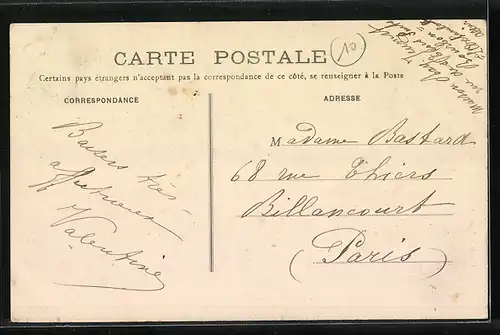 CARTE POSTALE
Certains pays étrangers n'acceptant pas la correspondance de ce côté, se renseigner à la Poste
CORRESPONDANCE
Baisers très
affectueux
Valentine
ADRESSE
Madame Bastard
68 rue Thiers
Billancourt
(Paris)